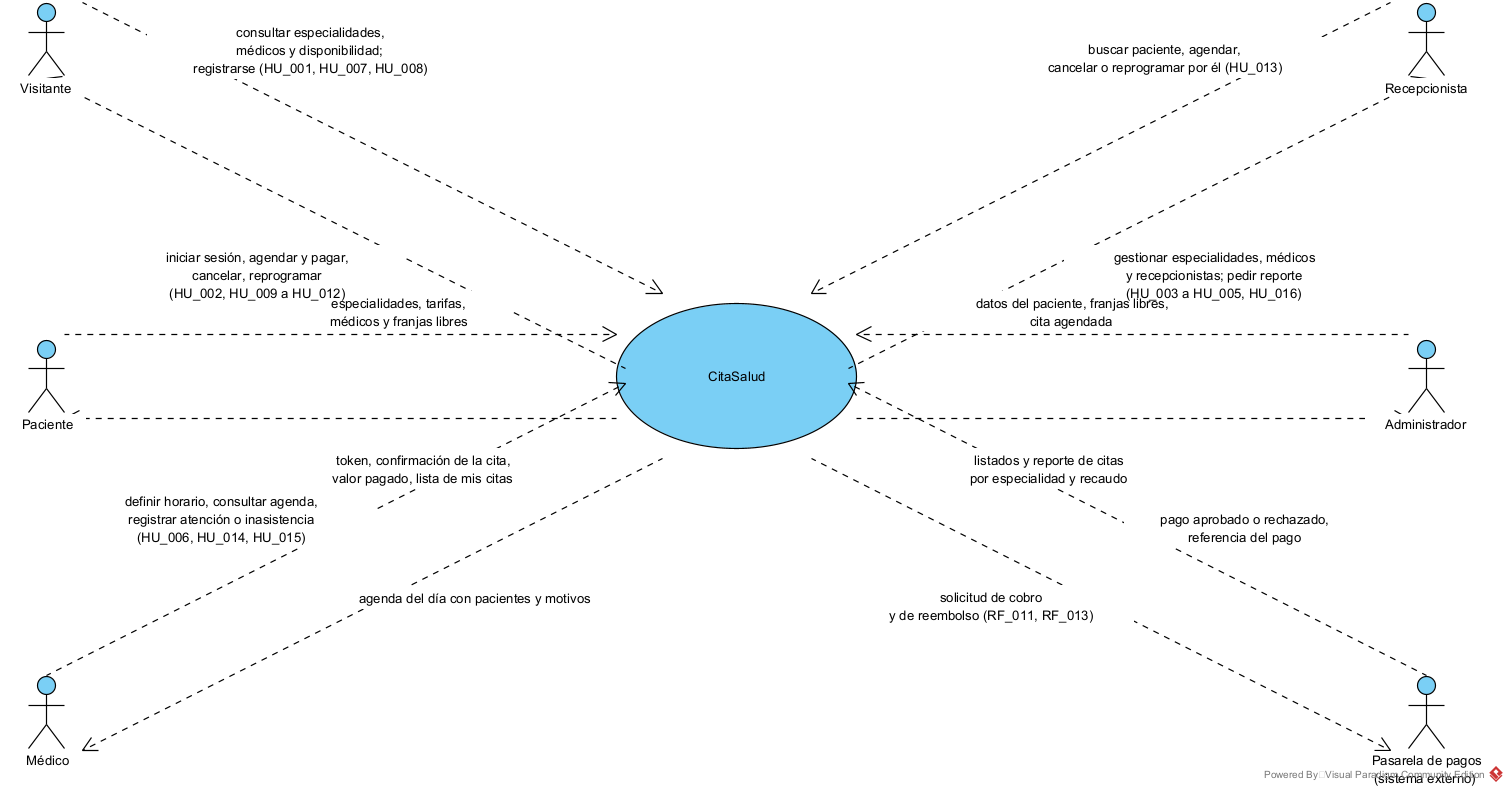 consultar especialidades,
médicos y disponibilidad;
registrarse (HU_001, HU_007, HU_008)
buscar paciente, agendar,
cancelar o reprogramar por él (HU_013)
Visitante
Recepcionista
iniciar sesión, agendar y pagar,
cancelar, reprogramar
(HU_002, HU_009 a HU_012)
especialidades, tarifas,
médicos y franjas libres
gestionar especialidades, médicos
y recepcionistas; pedir reporte
(HU_003 a HU_005, HU_016)
datos del paciente, franjas libres,
cita agendada
CitaSalud
Paciente
Administrador
token, confirmación de la cita,
valor pagado, lista de mis citas
listados y reporte de citas
por especialidad y recaudo
definir horario, consultar agenda,
registrar atención o inasistencia
(HU_006, HU_014, HU_015)
pago aprobado o rechazado,
referencia del pago
agenda del día con pacientes y motivos
solicitud de cobro
y de reembolso (RF_011, RF_013)
Médico
Pasarela de pagos
(sistema externo)
Powered By Visual Paradigm Community Edition